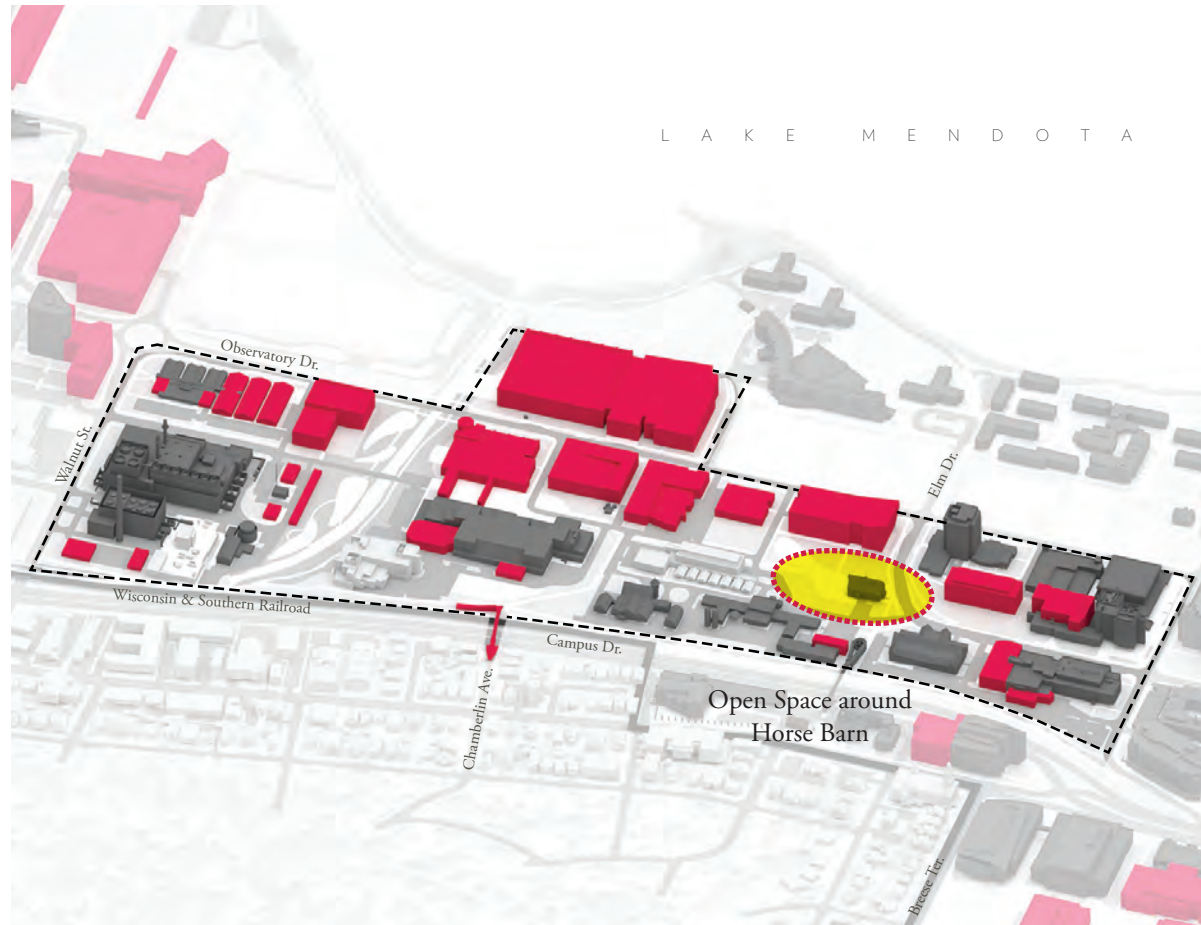 L A K E M E N D O T A
Observatory Dr.
Walnut St.
Elm Dr.
Wisconsin & Southern Railroad
Campus Dr.
Chamberlin Ave.
Open Space around
Horse Barn
Breese Ter.